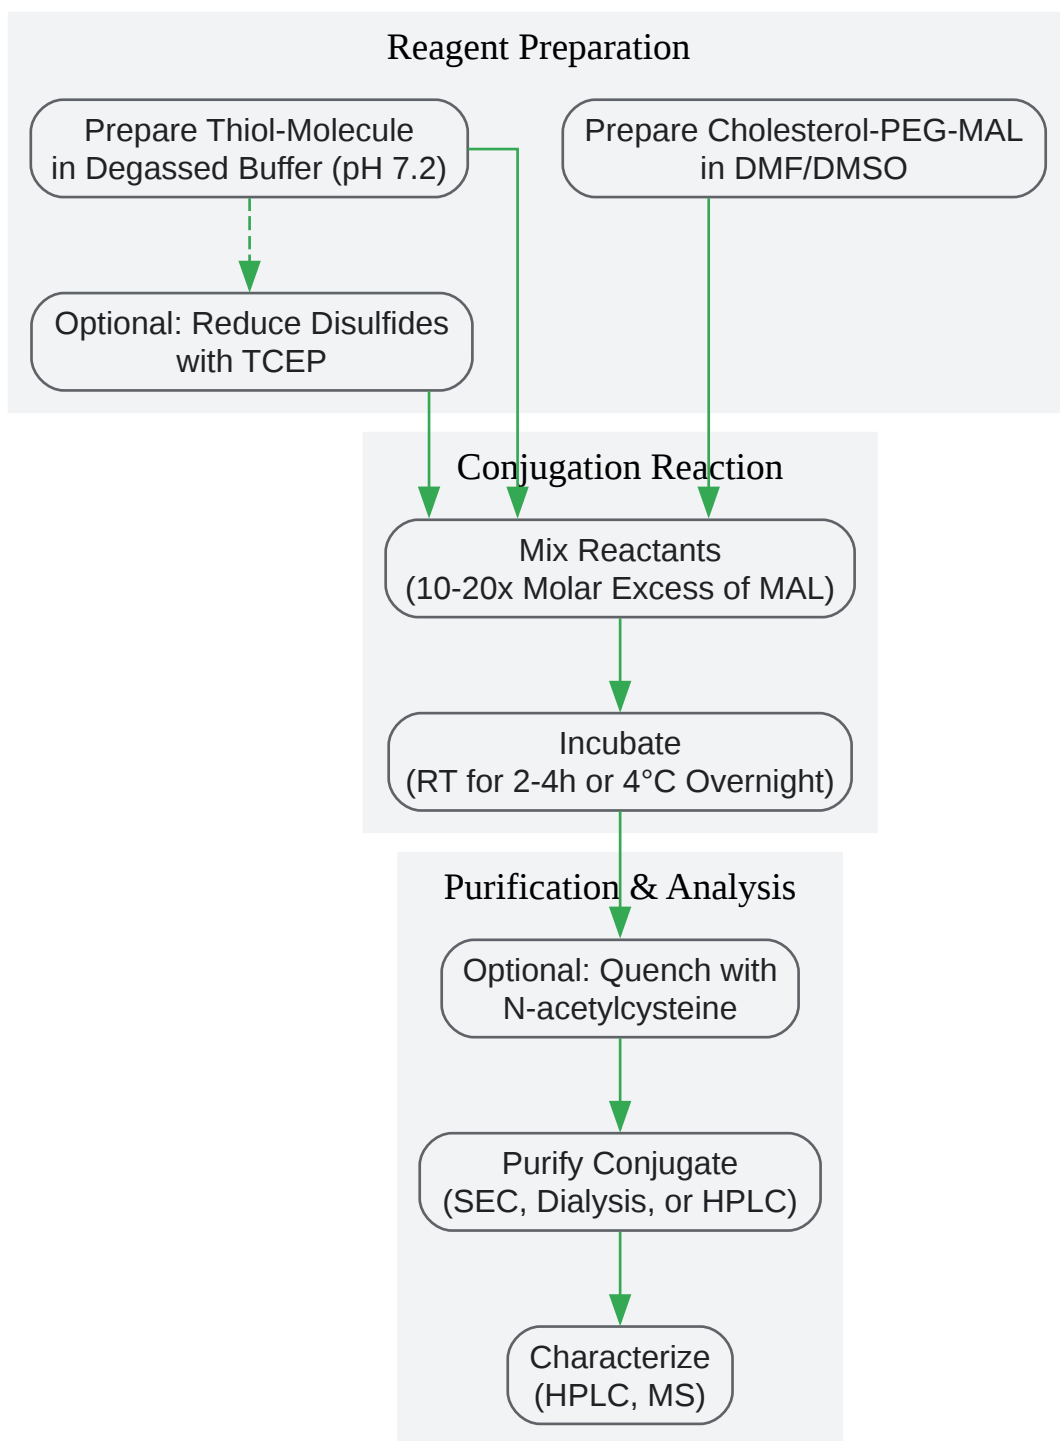 Reagent Preparation
Prepare Thiol-Molecule
in Degassed Buffer (pH 7.2)
Prepare Cholesterol-PEG-MAL
in DMF/DMSO
Optional: Reduce Disulfides
with TCEP
Conjugation Reaction
Mix Reactants
(10-20x Molar Excess of MAL)
Incubate
(RT for 2-4h or 4°C Overnight)
Purification & Analysis
Optional: Quench with
N-acetylcysteine
Purify Conjugate
(SEC, Dialysis, or HPLC)
Characterize
(HPLC, MS)